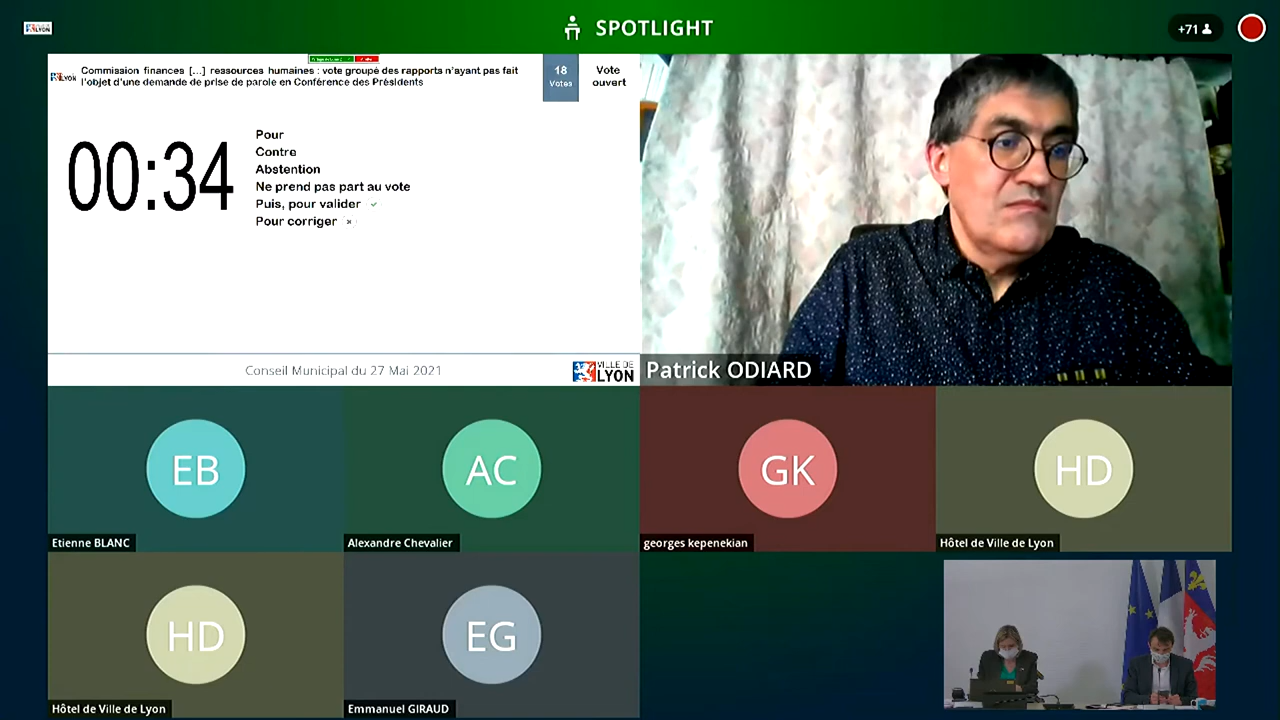 SPOTLIGHT
+71
LYON
LYON
Commission finances [...] ressources humaines : vote groupé des rapports n'ayant pas fait
l'objet d'une demande de prise de parole en Conférence des Présidents
18
Votes
Vote
ouvert
00:34
Pour
Contre
Abstention
Ne prend pas part au vote
Puis, pour valider
Pour corriger
Conseil Municipal du 27 Mai 2021
VILLE DE
LYON
Patrick ODIARD
EB
Etienne BLANC
AC
Alexandre Chevalier
GK
georges kepenekian
HD
Hôtel de Ville de Lyon
HD
Hôtel de Ville de Lyon
EG
Emmanuel GIRAUD